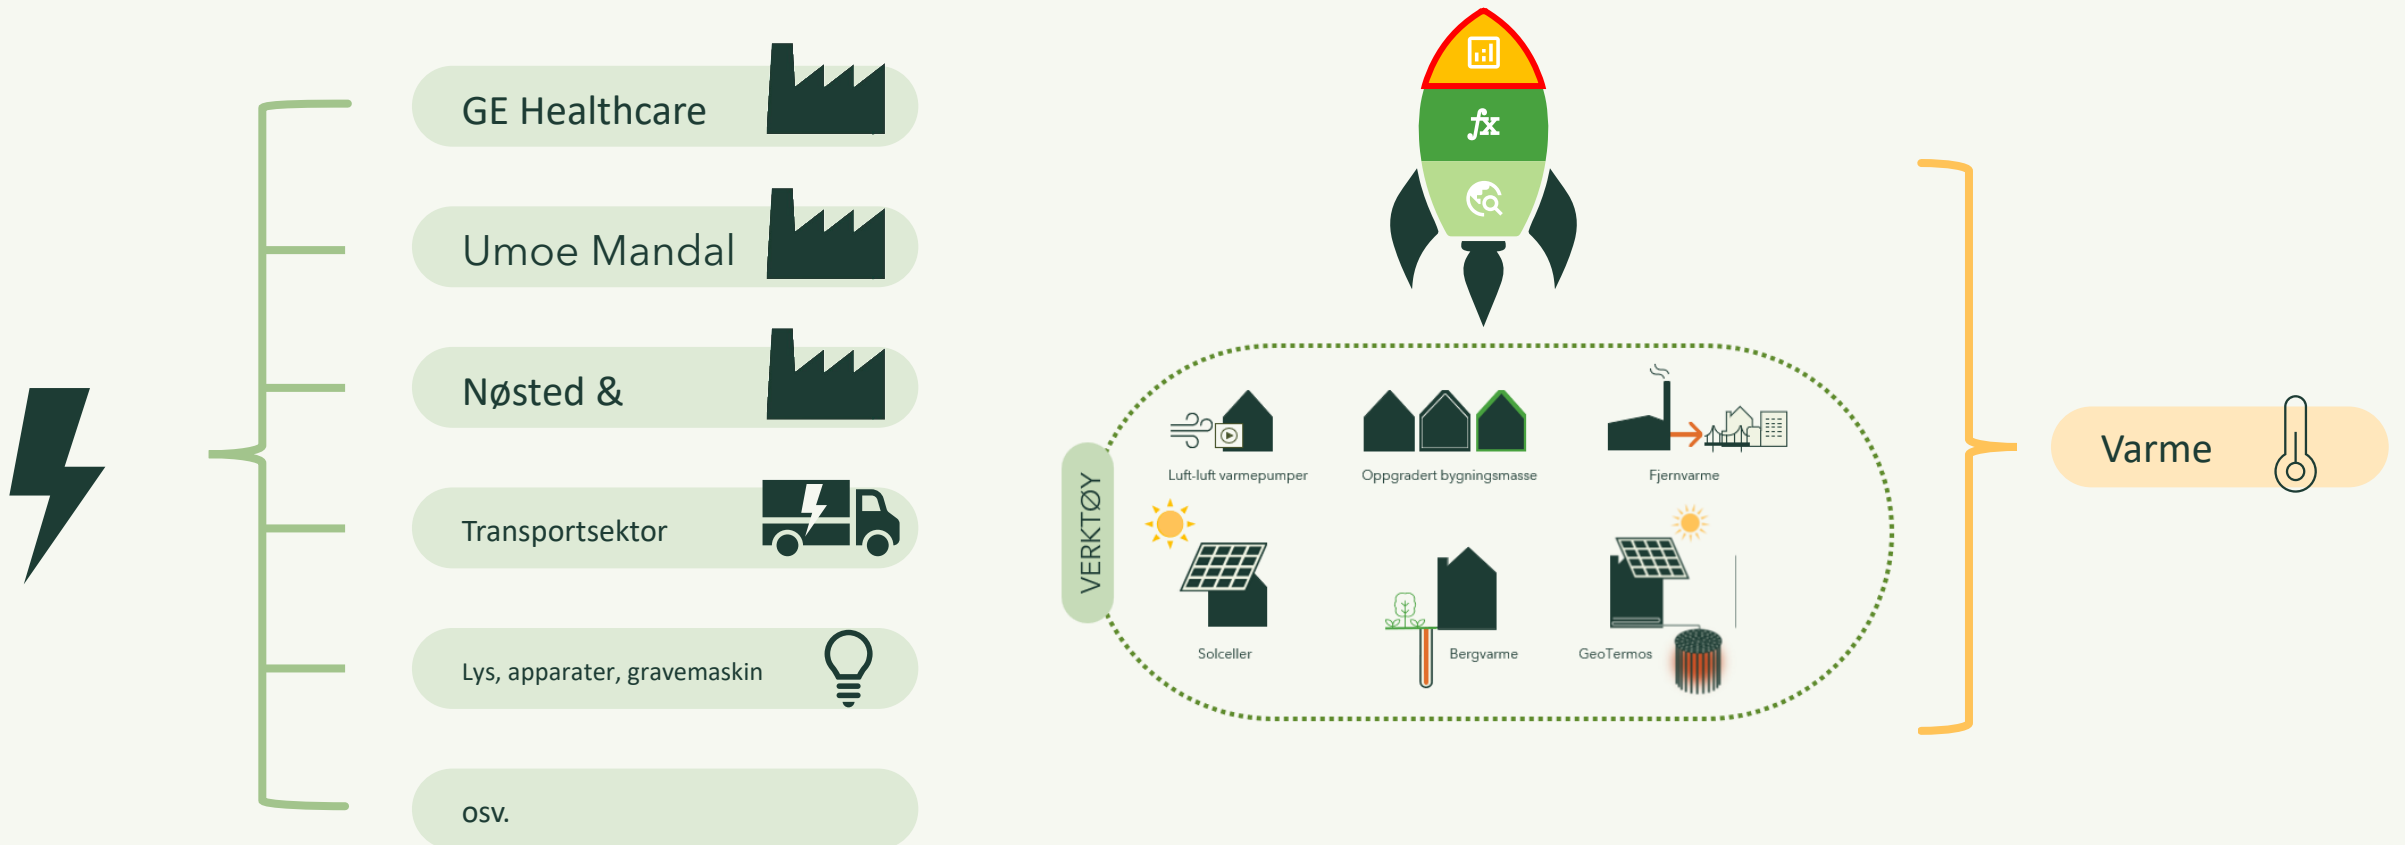 GE Healthcare
Umoe Mandal
Nøsted &
Transportsektor
Lys, apparater, gravemaskin
osv.
fx
VERKTØY
Luft-luft varmepumper
Oppgradert bygningsmasse
Fjernvarme
Solceller
Bergvarme
GeoTermos
Varme